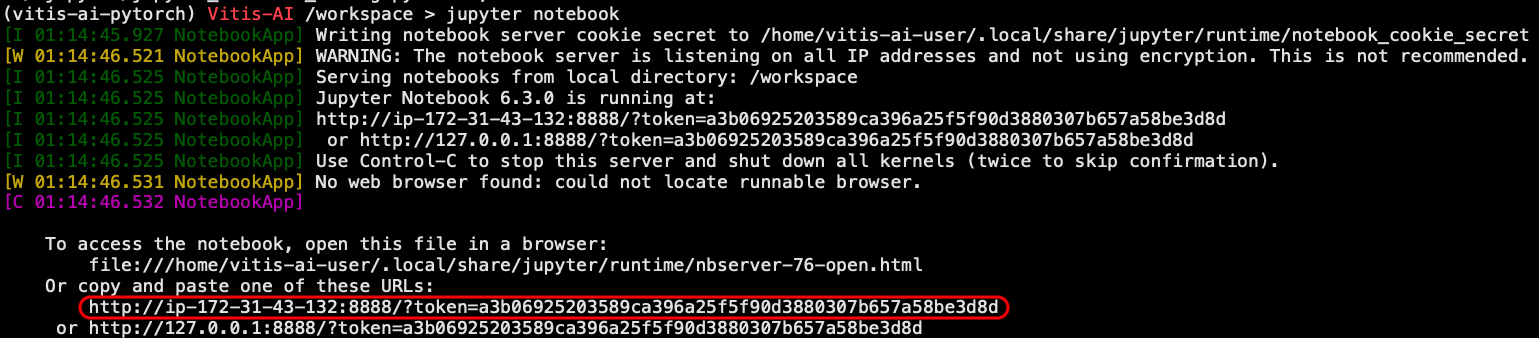 (vitis-ai-pytorch) Vitis-AI /workspace > jupyter notebook
[I 01:14:45.927 NotebookApp] Writing notebook server cookie secret to /home/vitis-ai-user/.local/share/jupyter/runtime/notebook_cookie_secret
[W 01:14:46.521 NotebookApp] WARNING: The notebook server is listening on all IP addresses and not using encryption. This is not recommended.
[I 01:14:46.525 NotebookApp] Serving notebooks from local directory: /workspace
[I 01:14:46.525 NotebookApp] Jupyter Notebook 6.3.0 is running at:
[I 01:14:46.525 NotebookApp] http://ip-172-31-43-132:8888/?token=a3b06925203589ca396a25f5f90d3880307b657a58be3d8d
[I 01:14:46.525 NotebookApp]  or http://127.0.0.1:8888/?token=a3b06925203589ca396a25f5f90d3880307b657a58be3d8d
[I 01:14:46.525 NotebookApp] Use Control-C to stop this server and shut down all kernels (twice to skip confirmation).
[W 01:14:46.531 NotebookApp] No web browser found: could not locate runnable browser.
[C 01:14:46.532 NotebookApp]
To access the notebook, open this file in a browser:
file:///home/vitis-ai-user/.local/share/jupyter/runtime/nbserver-76-open.html
Or copy and paste one of these URLs:
http://ip-172-31-43-132:8888/?token=a3b06925203589ca396a25f5f90d3880307b657a58be3d8d
or http://127.0.0.1:8888/?token=a3b06925203589ca396a25f5f90d3880307b657a58be3d8d